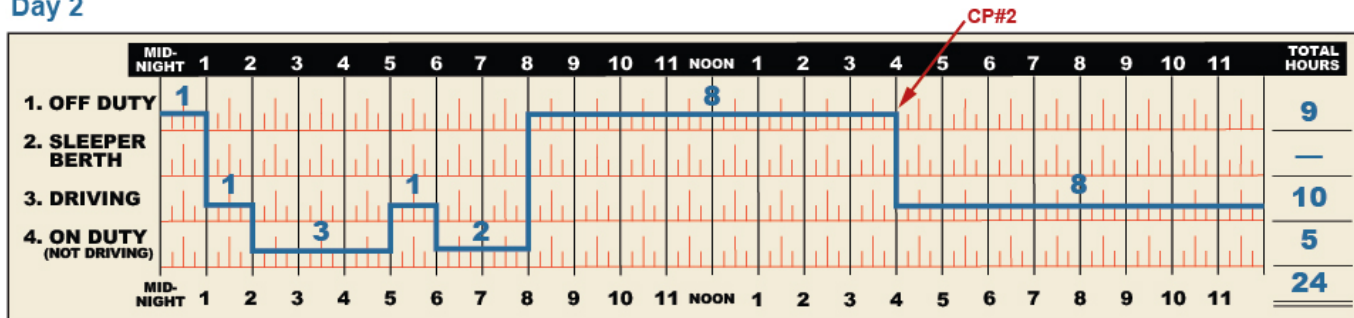 Day 2
CP#2
MID-NIGHT 1 2 3 4 5 6 7 8 9 10 11 NOON 1 2 3 4 5 6 7 8 9 10 11 TOTAL HOURS
1. OFF DUTY 1 8 9
2. SLEEPER BERTH —
3. DRIVING 1 1 8 10
4. ON DUTY (NOT DRIVING) 3 2 5
MID-NIGHT 1 2 3 4 5 6 7 8 9 10 11 NOON 1 2 3 4 5 6 7 8 9 10 11 24